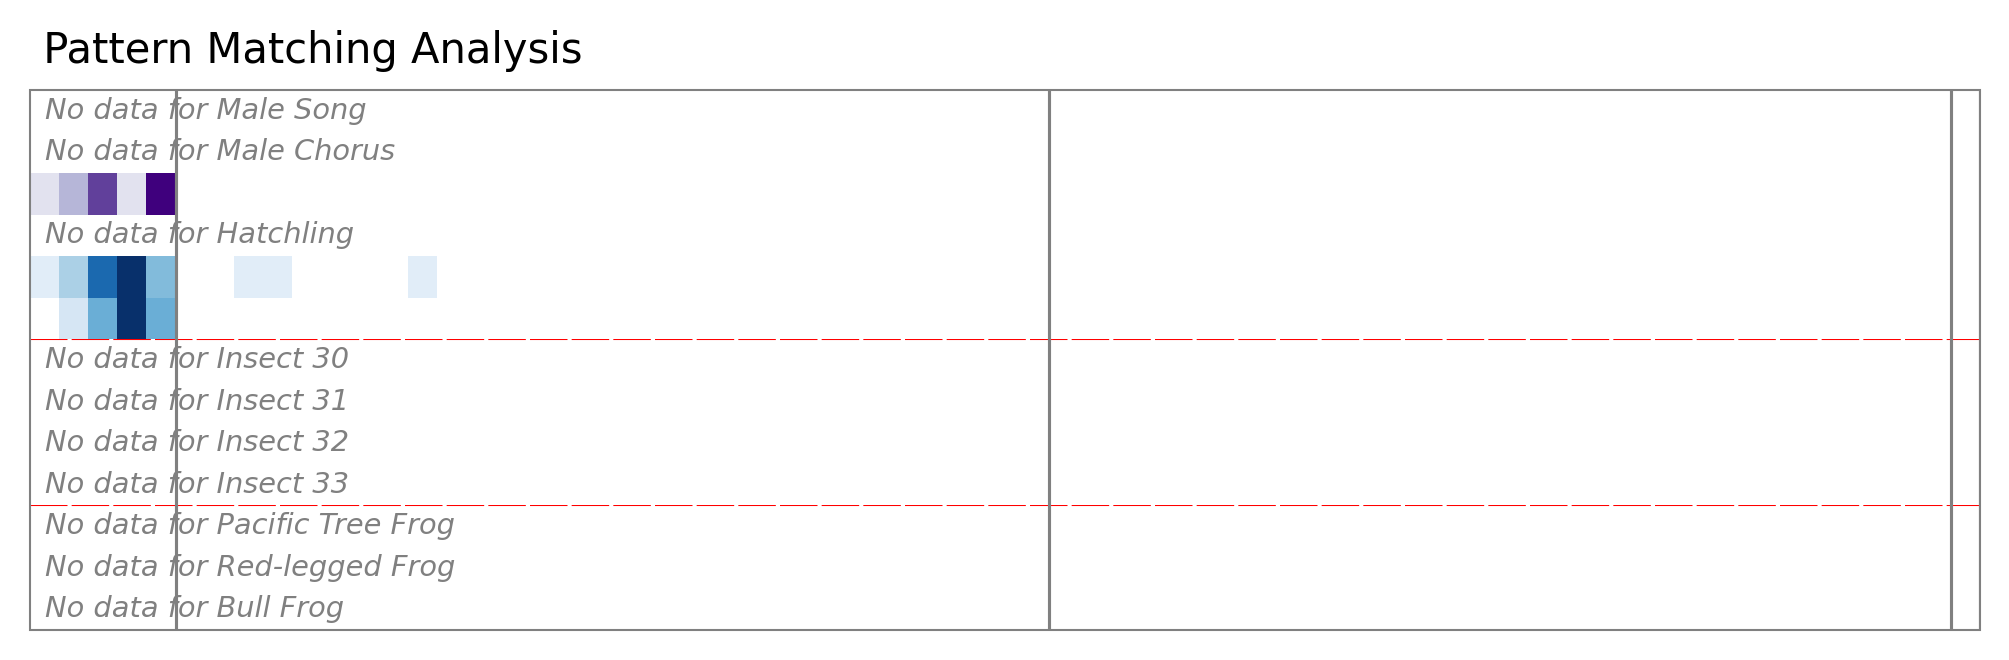 Pattern Matching Analysis
No data for Male Song
No data for Male Chorus
No data for Hatchling
No data for Insect 30
No data for Insect 31
No data for Insect 32
No data for Insect 33
No data for Pacific Tree Frog
No data for Red-legged Frog
No data for Bull Frog